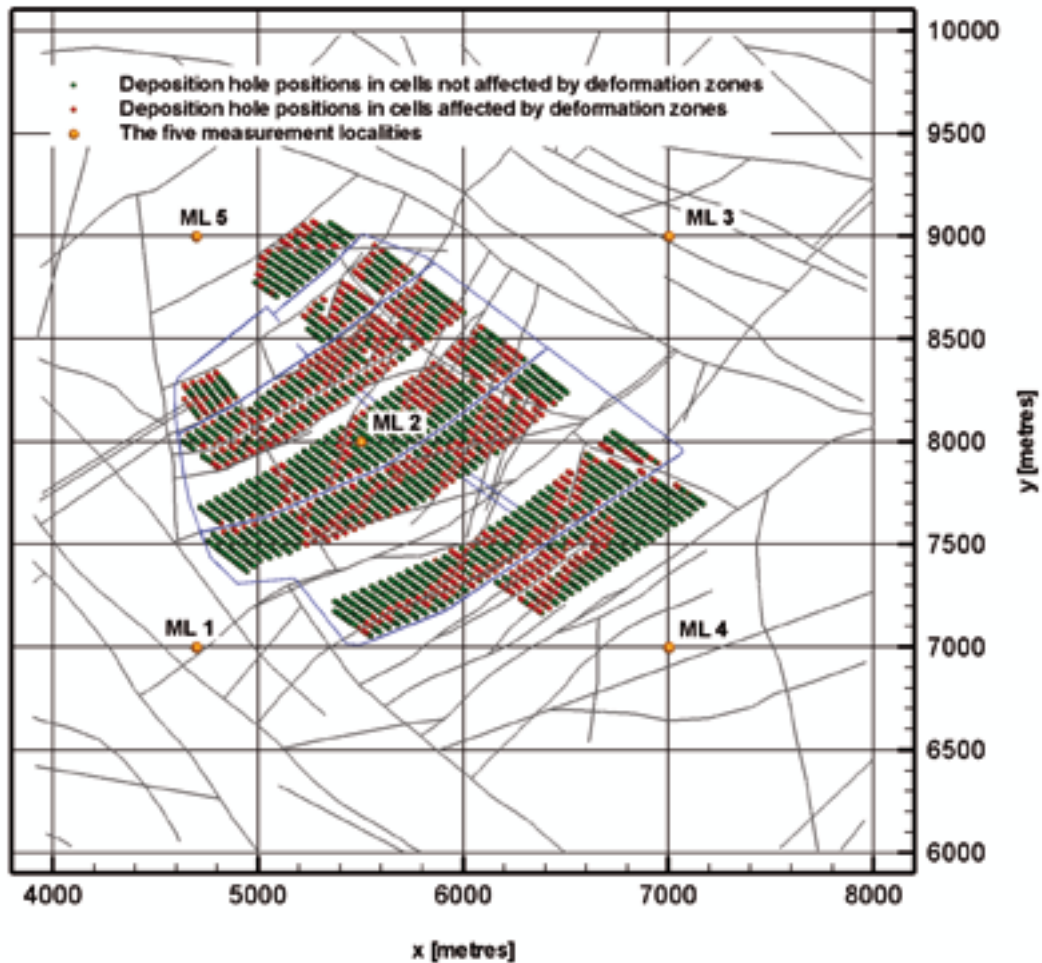 10000
Deposition hole positions in cells not affected by deformation zones
Deposition hole positions in cells affected by deformation zones
The five measurement localities
9500
ML 5
ML 3
9000
8500
ML 2
8000
y [metres]
7500
ML 1
ML 4
7000
6500
6000
4000 5000 6000 7000 8000
x [metres]